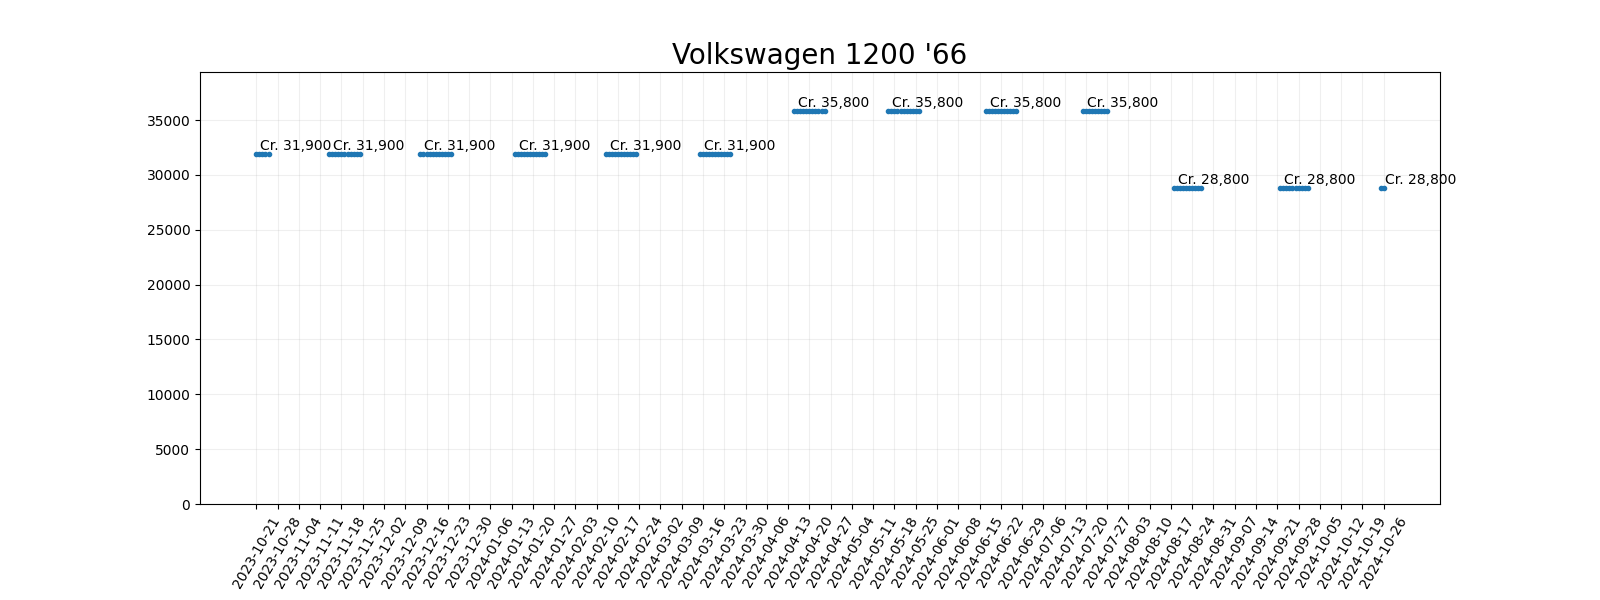 Volkswagen 1200 '66
Cr. 35,800 Cr. 35,800 Cr. 35,800 Cr. 35,800
35000
Cr. 31,900 Cr. 31,900 Cr. 31,900 Cr. 31,900 Cr. 31,900 Cr. 31,900
30000
Cr. 28,800 Cr. 28,800 Cr. 28,800
25000
20000
15000
10000
5000
0
2023-10-21 2023-10-28 2023-11-04 2023-11-11 2023-11-18 2023-11-25 2023-12-02 2023-12-09 2023-12-16 2023-12-23 2023-12-30 2024-01-06 2024-01-13 2024-01-20 2024-01-27 2024-02-03 2024-02-10 2024-02-17 2024-02-24 2024-03-02 2024-03-09 2024-03-16 2024-03-23 2024-03-30 2024-04-06 2024-04-13 2024-04-20 2024-04-27 2024-05-04 2024-05-11 2024-05-18 2024-05-25 2024-06-01 2024-06-08 2024-06-15 2024-06-22 2024-06-29 2024-07-06 2024-07-13 2024-07-20 2024-07-27 2024-08-03 2024-08-10 2024-08-17 2024-08-24 2024-08-31 2024-09-07 2024-09-14 2024-09-21 2024-09-28 2024-10-05 2024-10-12 2024-10-19 2024-10-26